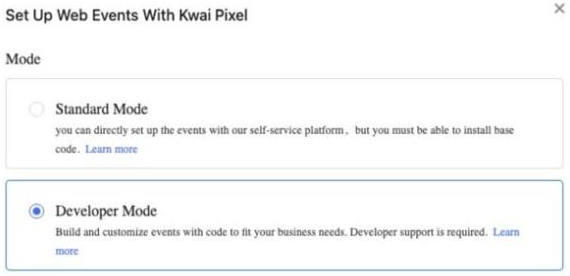 Set Up Web Events With Kwai Pixel
Mode
Standard Mode
you can directly set up the events with our self-service platform, but you must be able to install base
code. Learn more
Developer Mode
Build and customize events with code to fit your business needs. Developer support is required. Learn
more